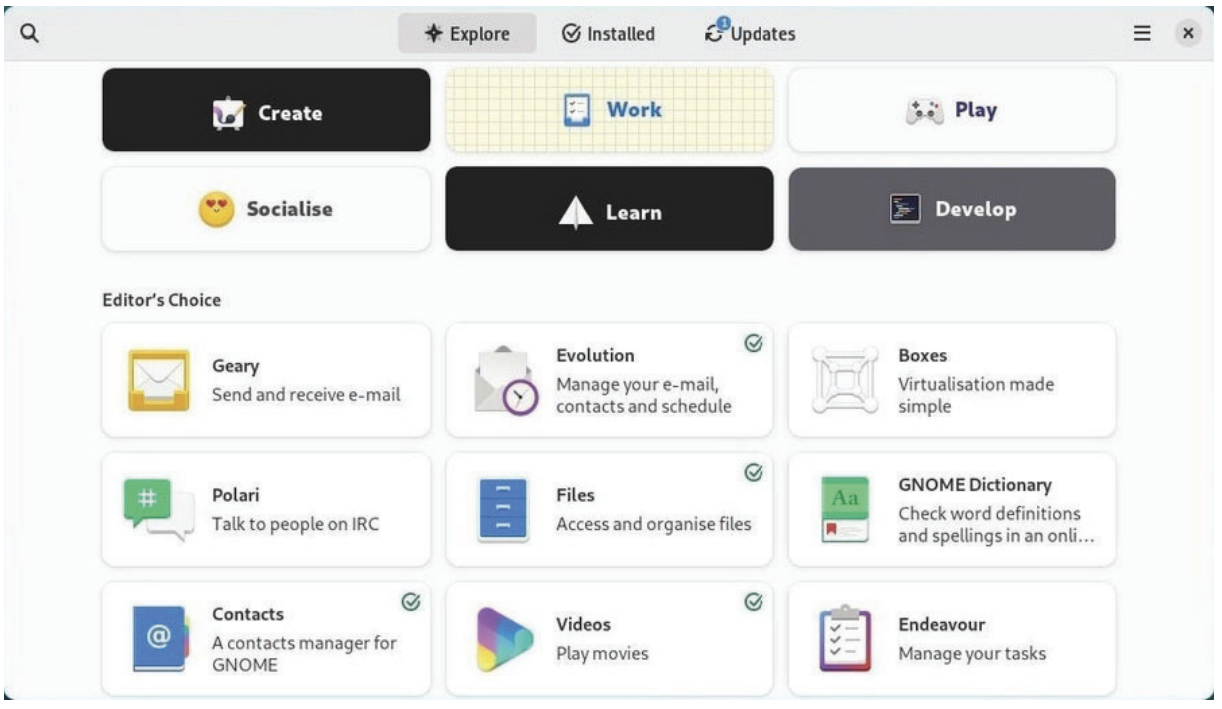 Explore
Installed
1
Updates
Create
Work
Play
Socialise
Learn
Develop
Editor's Choice
Geary
Send and receive e-mail
Evolution
Manage your e-mail,
contacts and schedule
Boxes
Virtualisation made
simple
#
Polari
Talk to people on IRC
Files
Access and organise files
Aa
GNOME Dictionary
Check word definitions
and spellings in an onli...
@
Contacts
A contacts manager for
GNOME
Videos
Play movies
Endeavour
Manage your tasks